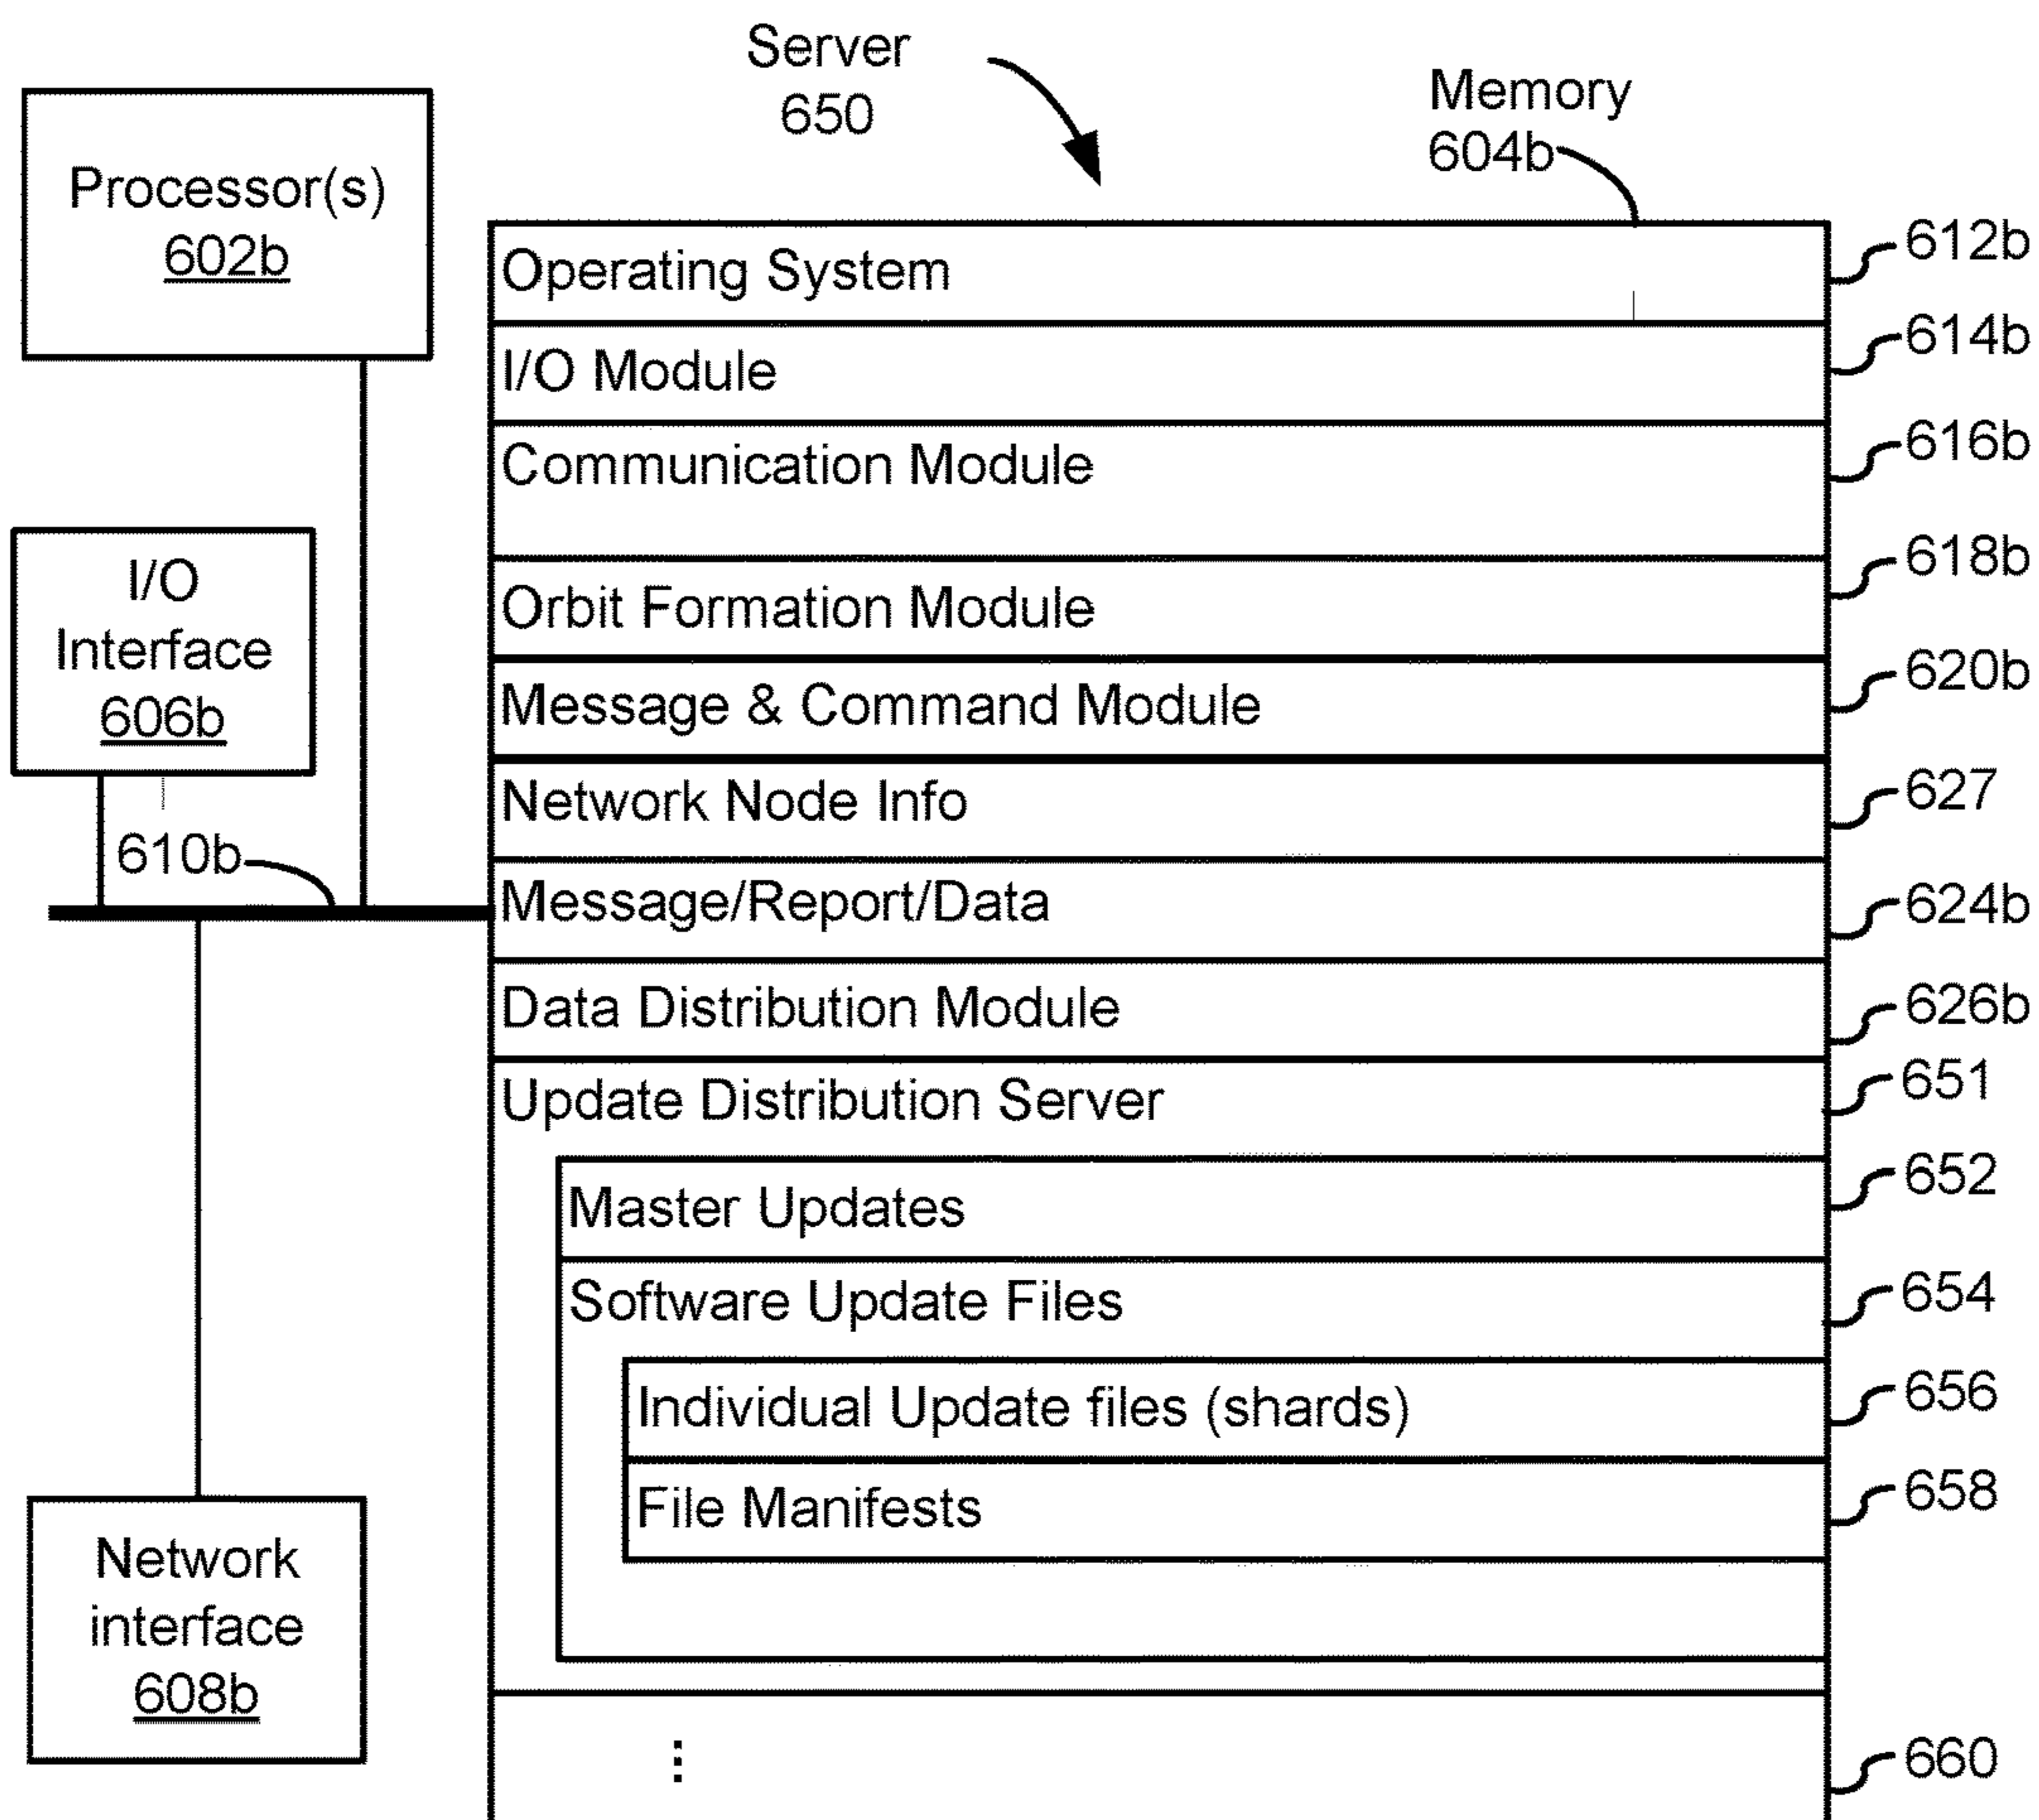 Server
650
Memory
604b
Processor(s)
602b
I/O
Interface
606b
610b
Network
interface
608b
Operating System
612b
I/O Module
614b
Communication Module
616b
Orbit Formation Module
618b
Message & Command Module
620b
Network Node Info
627
Message/Report/Data
624b
Data Distribution Module
626b
Update Distribution Server
651
Master Updates
652
Software Update Files
654
Individual Update files (shards)
656
File Manifests
658
⋮
660